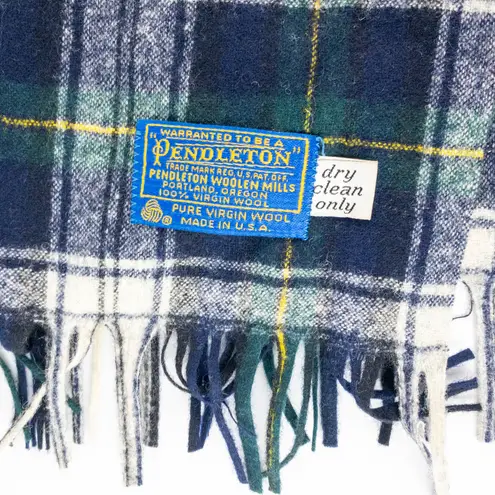 "WARRANTED TO BE A
PENDLETON"
TRADE MARK REG. U.S. PAT. OFF.
PENDLETON WOOLEN MILLS
PORTLAND, OREGON
100% VIRGIN WOOL
® PURE VIRGIN WOOL
MADE IN U.S.A.
dry
clean
only